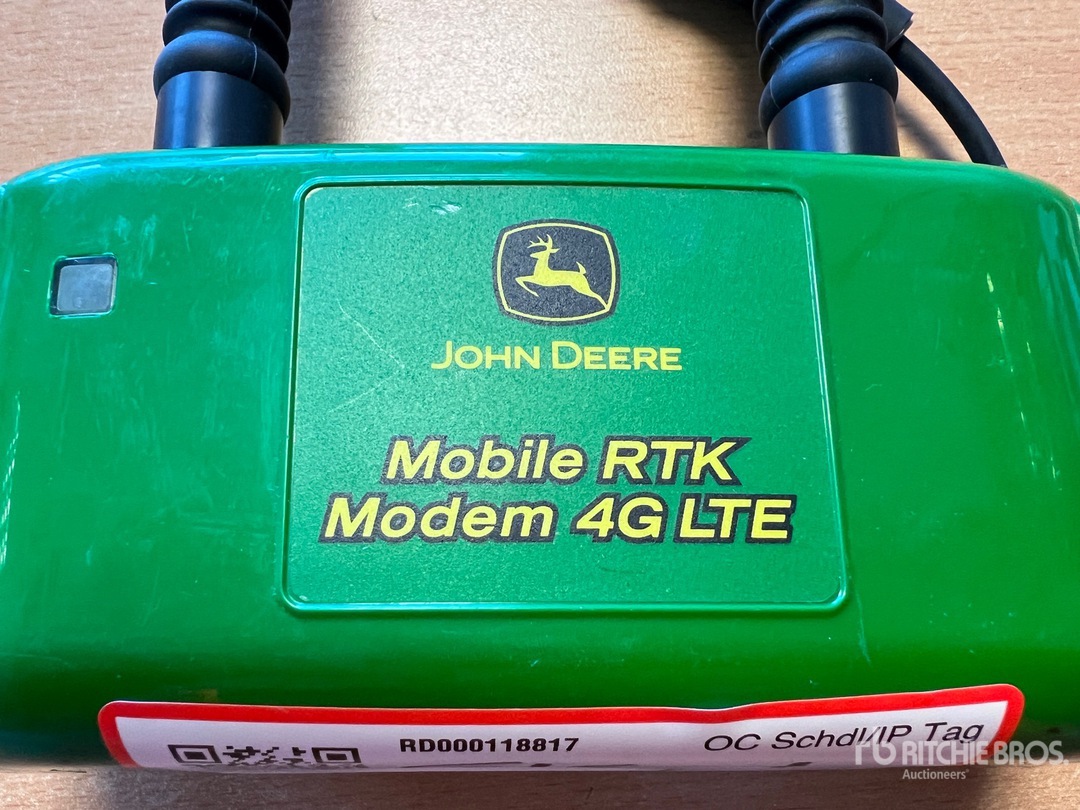 JOHN DEERE
Mobile RTK
Modem 4G LTE
RD000118817
OC Schdl/IP Tag
RITCHIE BROS.
Auctioneers